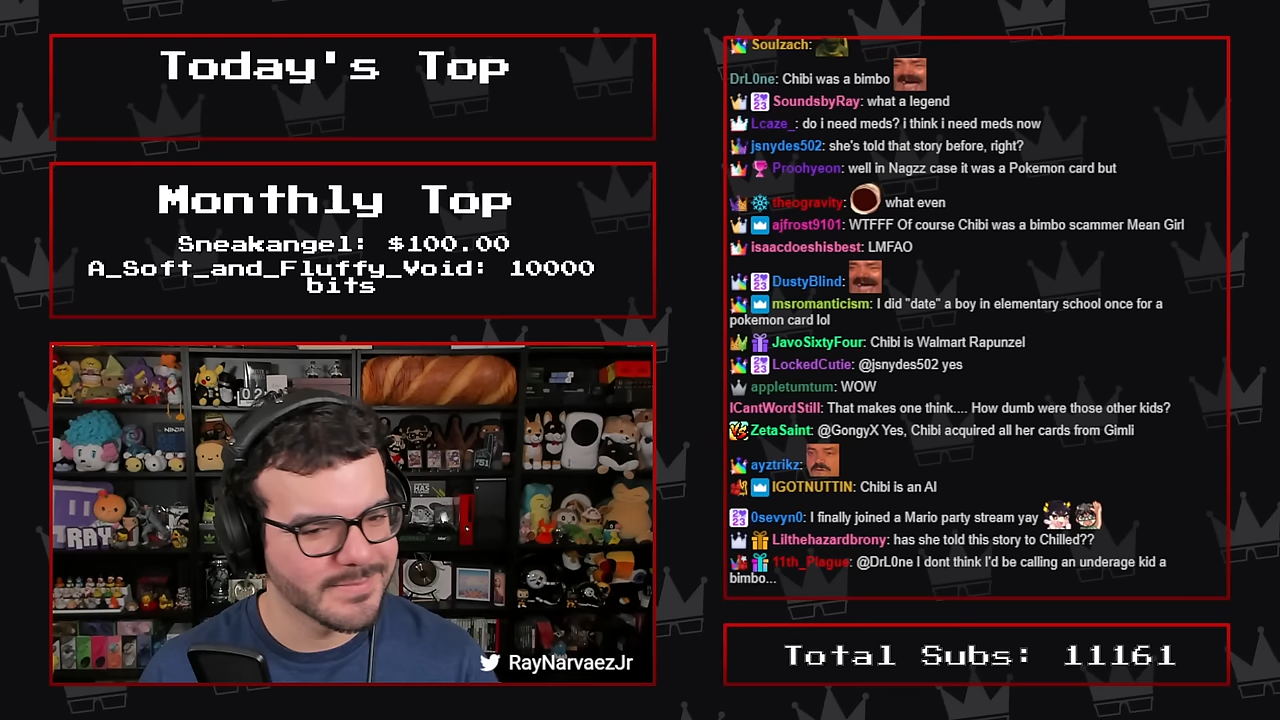 Today's Top
Monthly Top
Sneakangel: $100.00
A_Soft_and_Fluffy_Void: 10000
bits
NINJA
RAY
HAS
RayNarvaezJr
Soulzach:
DrL0ne: Chibi was a bimbo
SoundsbyRay: what a legend
Lcaze_: do i need meds? i think i need meds now
jsnydes502: she's told that story before, right?
Proohyeon: well in Nagzz case it was a Pokemon card but
theogravity: what even
ajfrost9101: WTFFF Of course Chibi was a bimbo scammer Mean Girl
isaacdoeshisbest: LMFAO
DustyBlind:
msromanticism: I did "date" a boy in elementary school once for a
pokemon card lol
JavoSixtyFour: Chibi is Walmart Rapunzel
LockedCutie: @jsnydes502 yes
appletumtum: WOW
ICantWordStill: That makes one think.... How dumb were those other kids?
ZetaSaint: @GongyX Yes, Chibi acquired all her cards from Gimli
ayztrikz:
IGOTNUTTIN: Chibi is an AI
0sevyn0: I finally joined a Mario party stream yay
Lilthehazardbrony: has she told this story to Chilled??
11th_Plague: @DrL0ne I dont think I'd be calling an underage kid a
bimbo...
Total Subs: 11161